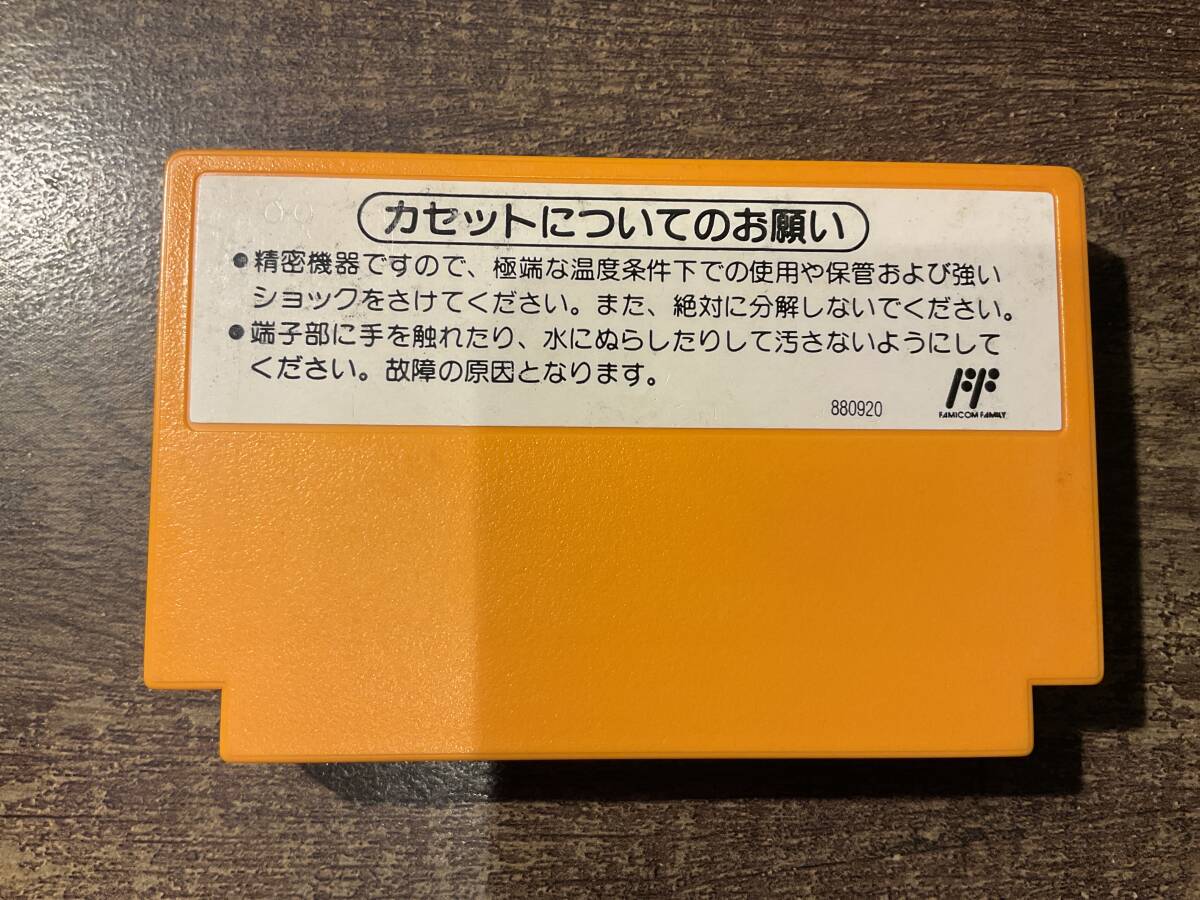 カセットについてのお願い
●精密機器ですので、極端な温度条件下での使用や保管および強い
ショックをさけてください。また、絶対に分解しないでください。
●端子部に手を触れたり、水にぬらしたりして汚さないようにして
ください。故障の原因となります。
880920
FAMICOM FAMILY